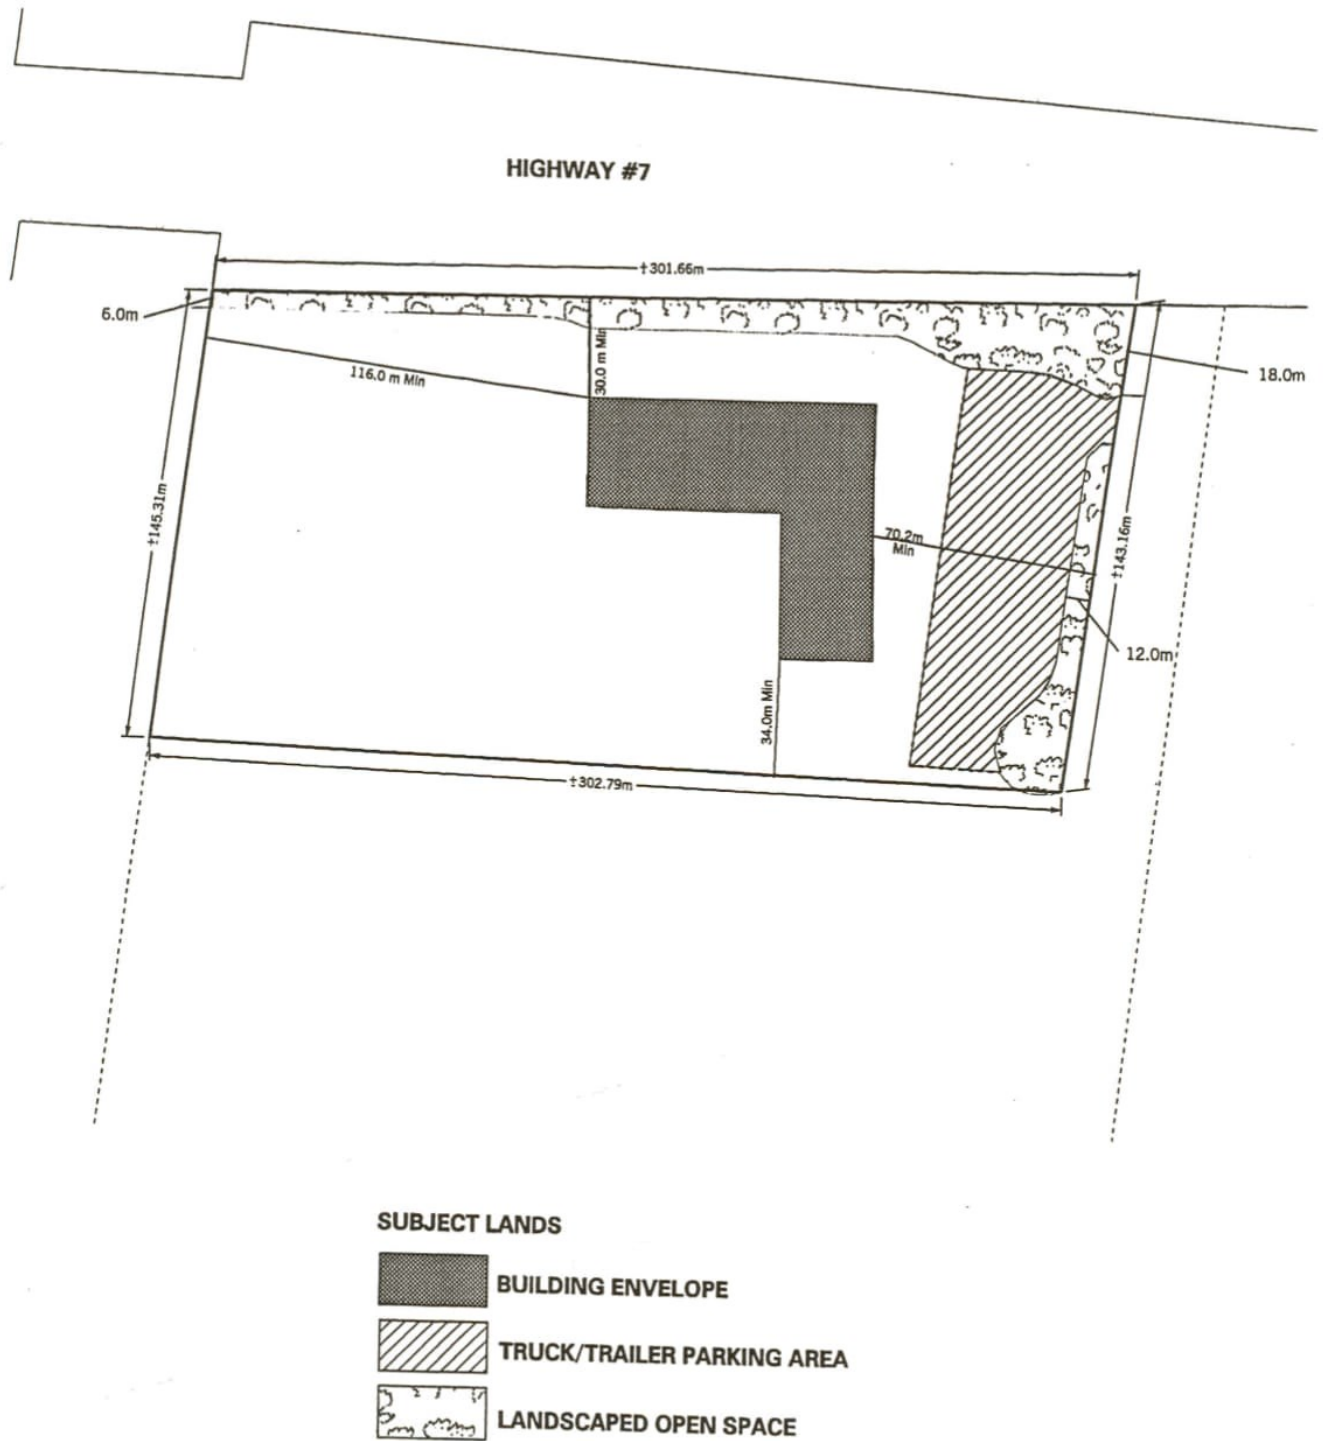 HIGHWAY #7
±301.66m
6.0m
30.0 m Min
116.0 m Min
18.0m
±145.31m
70.2m
Min
±143.16m
12.0m
34.0m Min
±302.79m
SUBJECT LANDS
BUILDING ENVELOPE
TRUCK/TRAILER PARKING AREA
LANDSCAPED OPEN SPACE